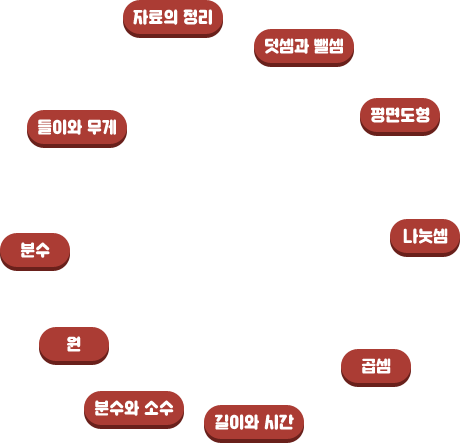 자료의 정리
덧셈과 뺄셈
평면도형
들이와 무게
나눗셈
분수
원
곱셈
분수와 소수
길이와 시간